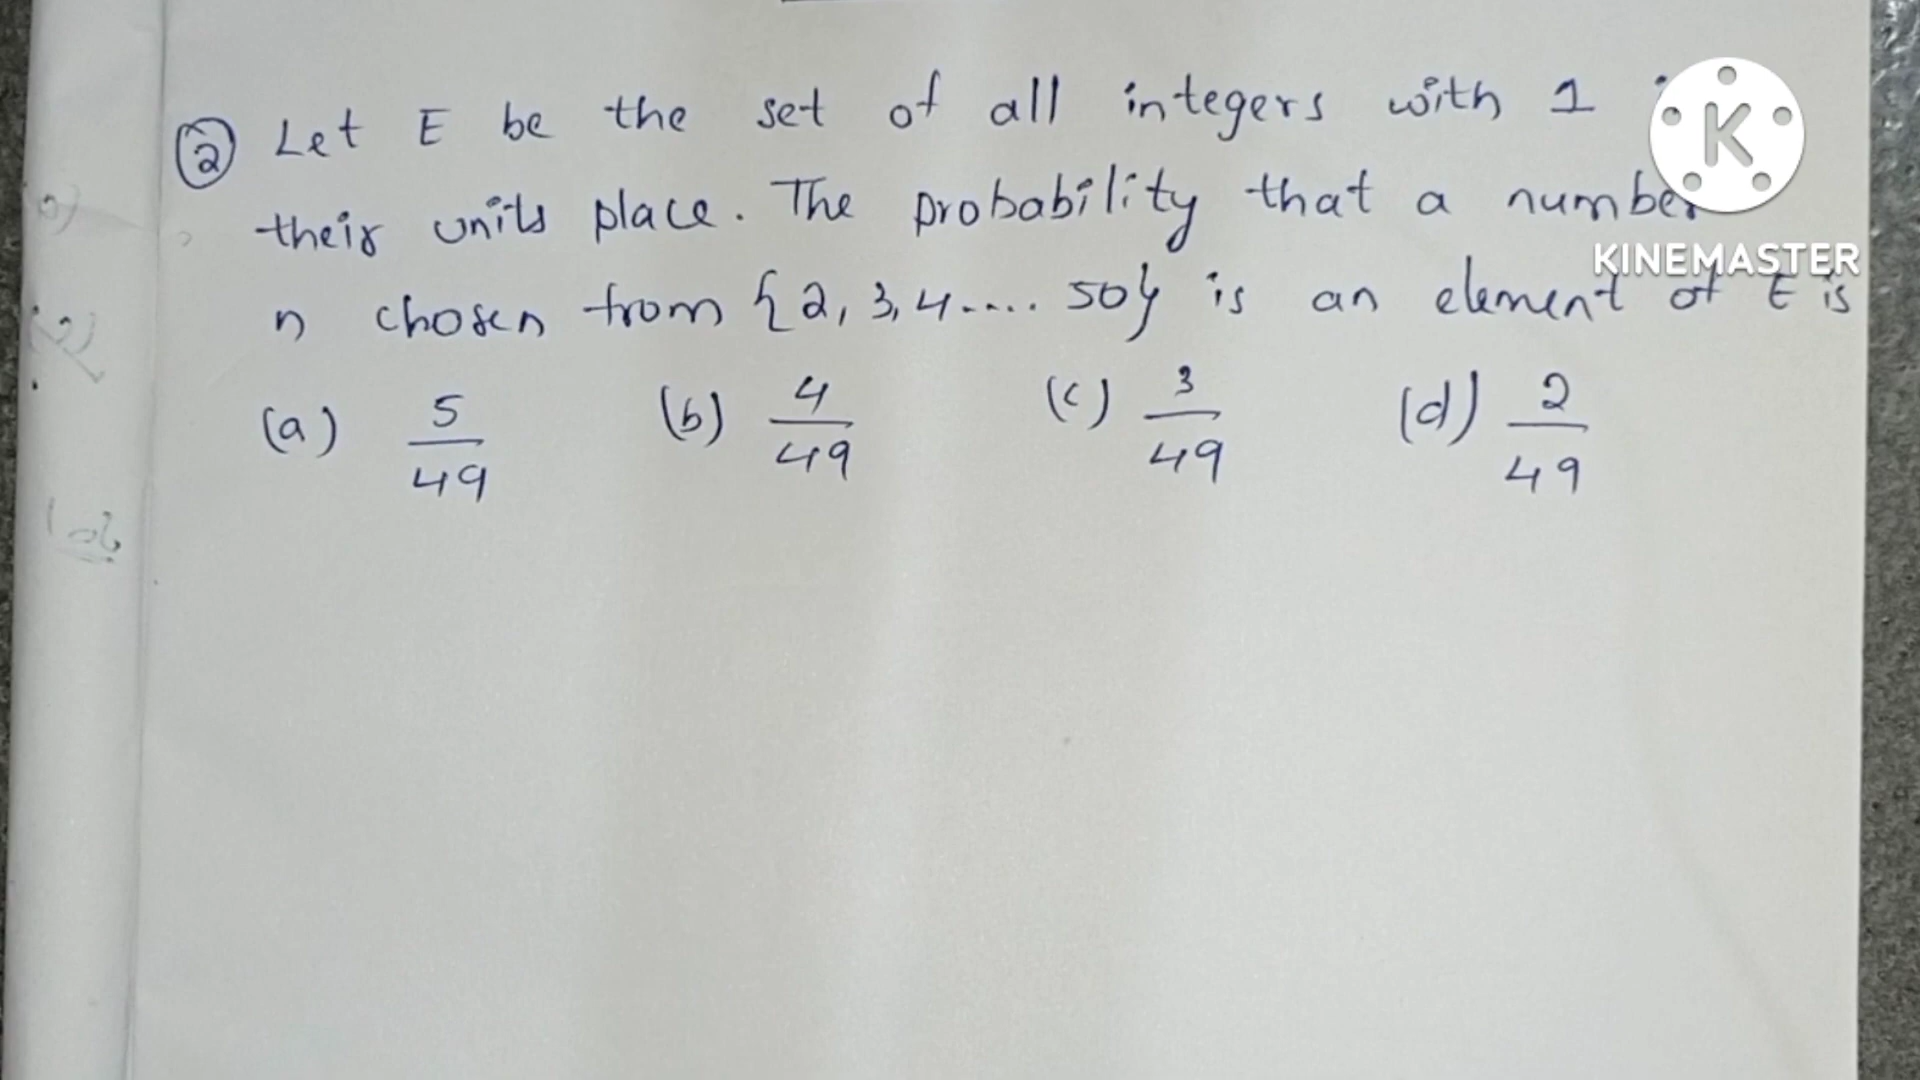 ② Let E be the set of all integers with 1
their units place. The probability that a number
n chosen from {2, 3, 4.... 50} is an element of E is
(a) 5/49 (b) 4/49 (c) 3/49 (d) 2/49
K
KINEMASTER